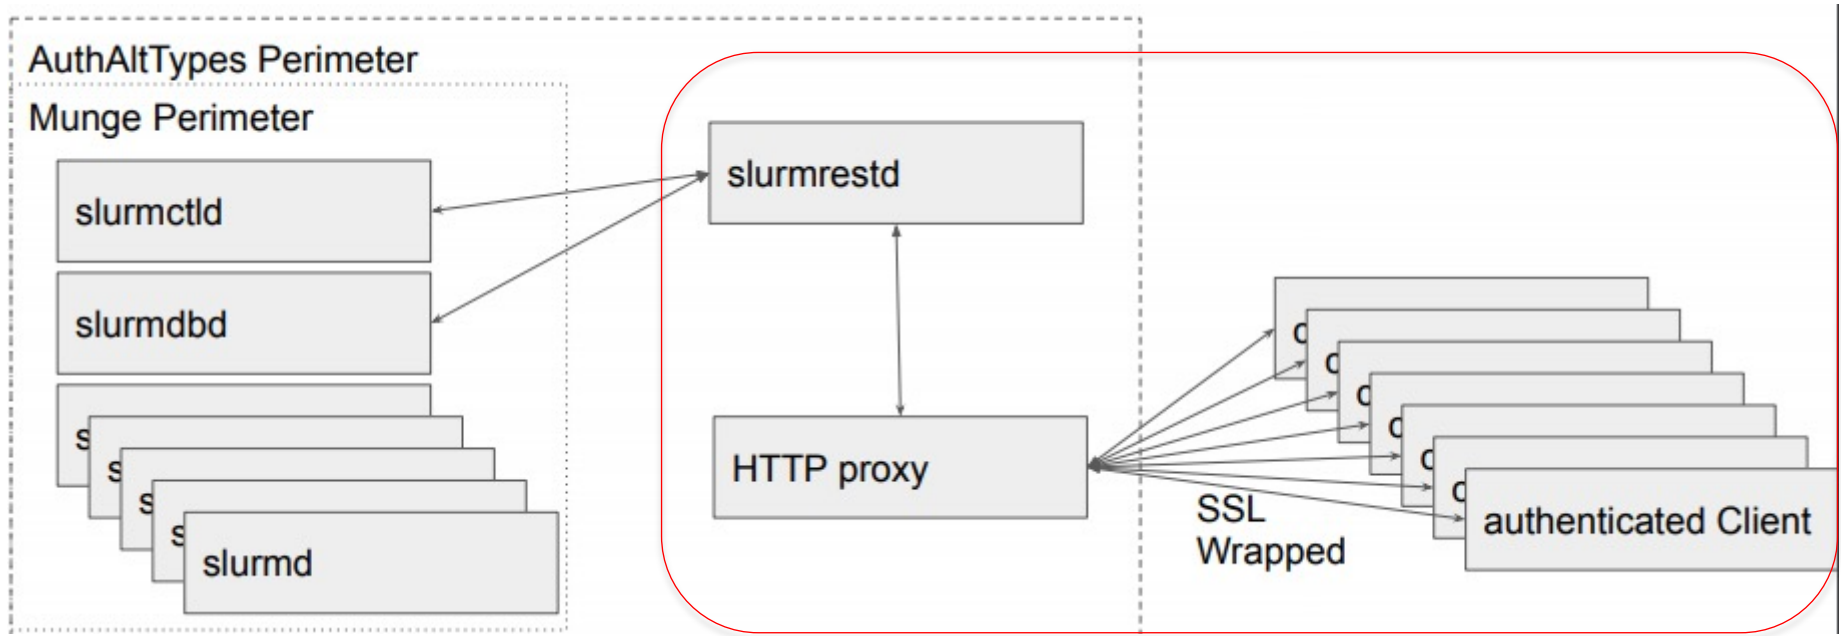 AuthAltTypes Perimeter
Munge Perimeter
slurmctld
slurmdbd
s
s
s
s
slurmd
slurmrestd
HTTP proxy
SSL
Wrapped
c
c
c
c
c
c
authenticated Client